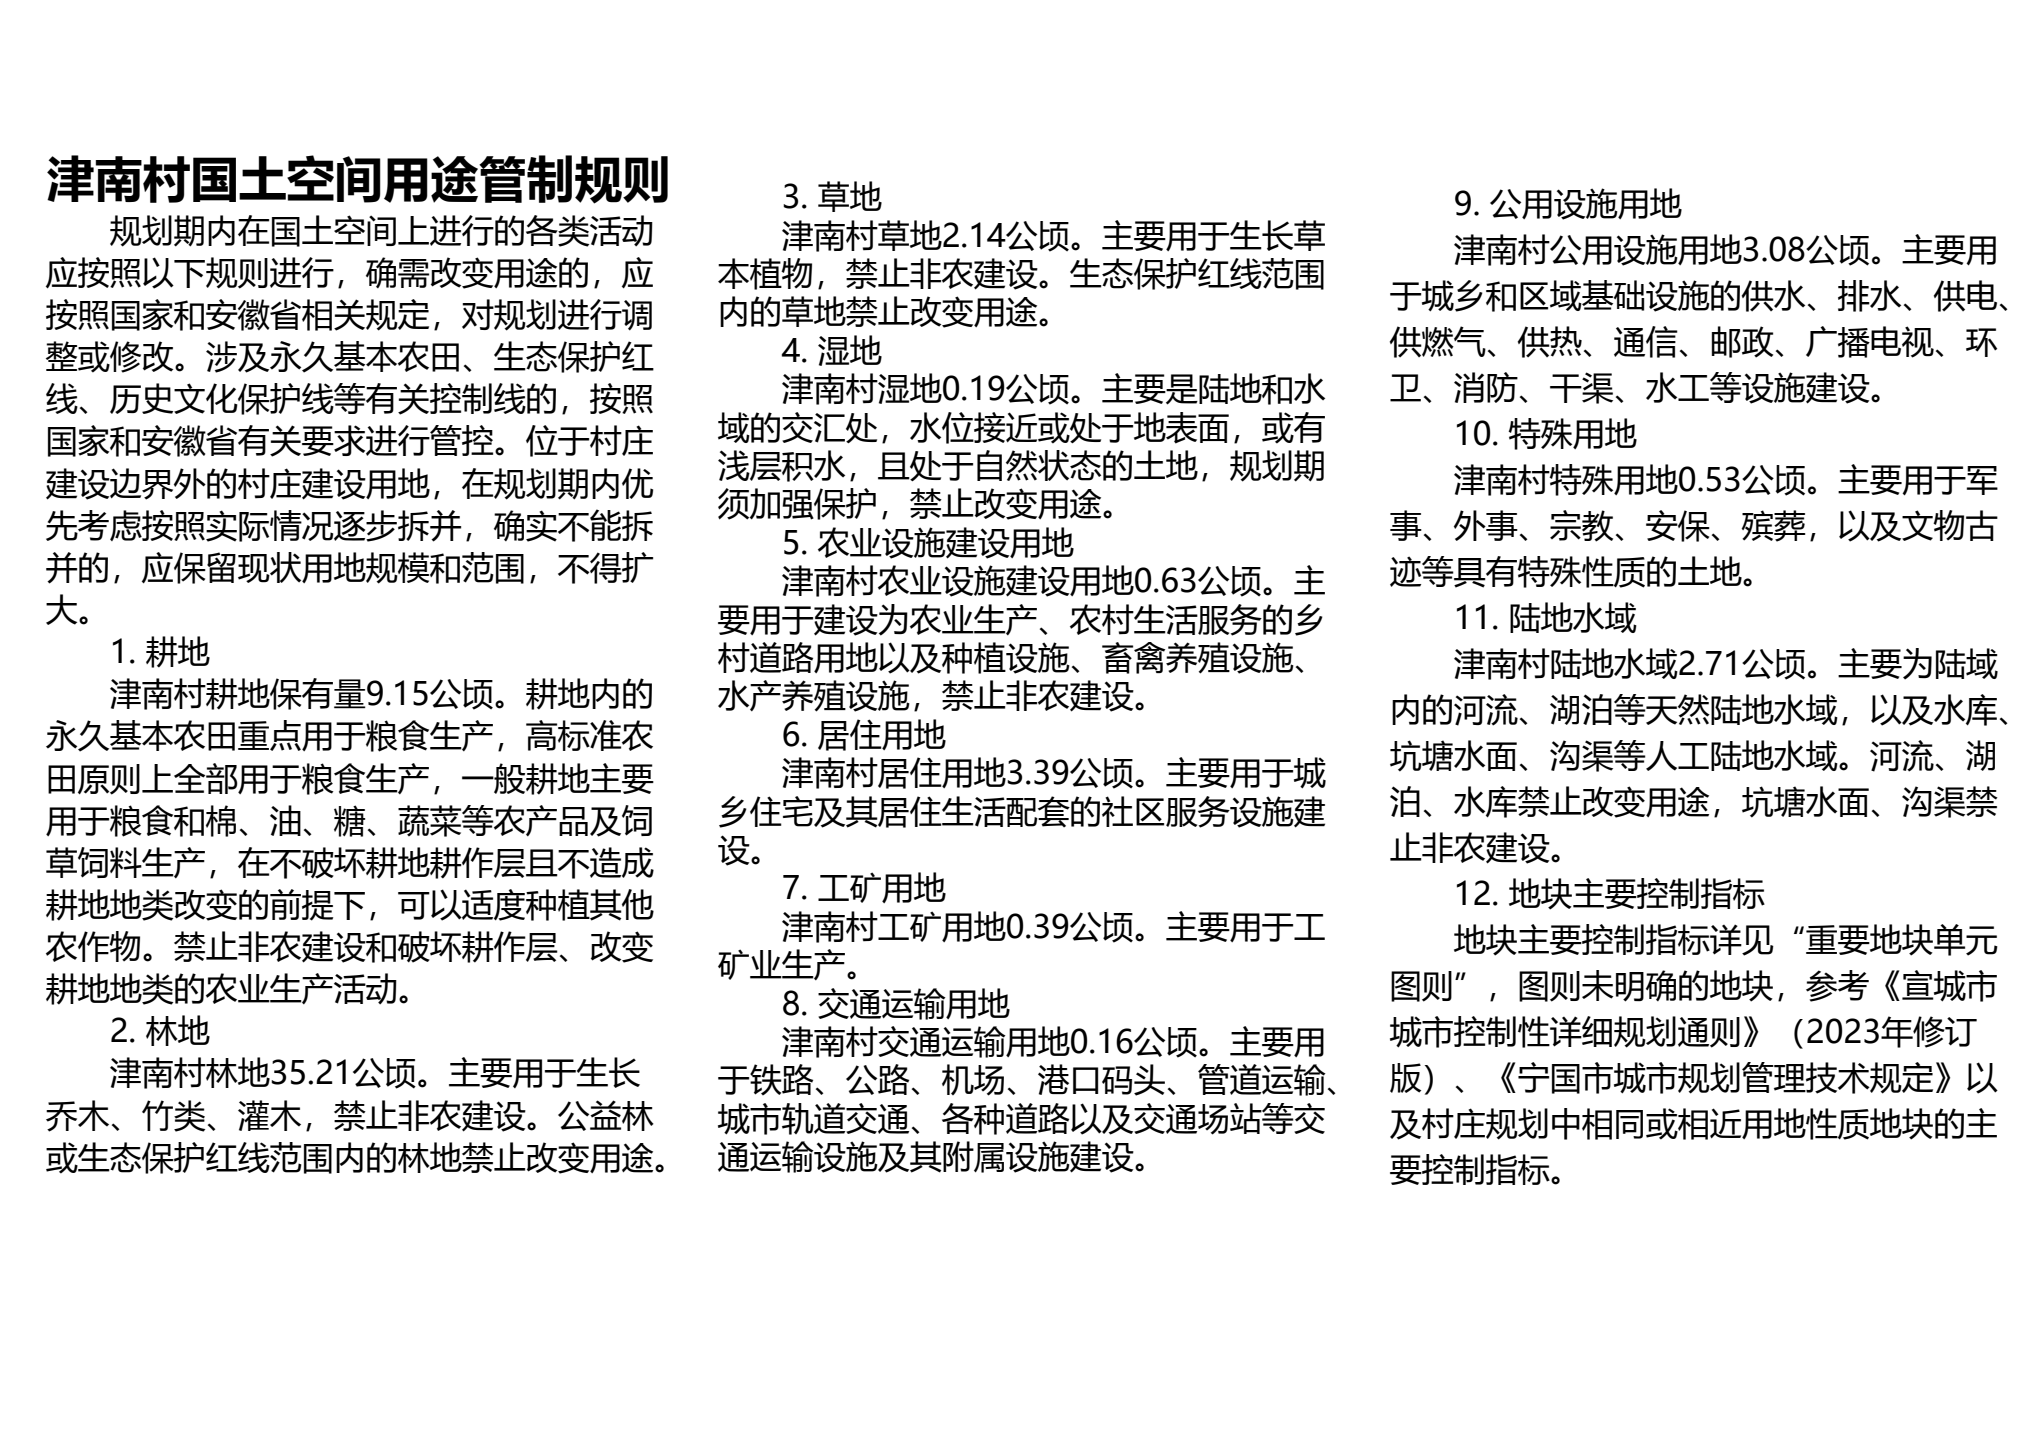 津南村国土空间用途管制规则
规划期内在国土空间上进行的各类活动
应按照以下规则进行，确需改变用途的，应
按照国家和安徽省相关规定，对规划进行调
整或修改。涉及永久基本农田、生态保护红
线、历史文化保护线等有关控制线的，按照
国家和安徽省有关要求进行管控。位于村庄
建设边界外的村庄建设用地，在规划期内优
先考虑按照实际情况逐步拆并，确实不能拆
并的，应保留现状用地规模和范围，不得扩
大。
1. 耕地
津南村耕地保有量9.15公顷。耕地内的
永久基本农田重点用于粮食生产，高标准农
田原则上全部用于粮食生产，一般耕地主要
用于粮食和棉、油、糖、蔬菜等农产品及饲
草饲料生产，在不破坏耕地耕作层且不造成
耕地地类改变的前提下，可以适度种植其他
农作物。禁止非农建设和破坏耕作层、改变
耕地地类的农业生产活动。
2. 林地
津南村林地35.21公顷。主要用于生长
乔木、竹类、灌木，禁止非农建设。公益林
或生态保护红线范围内的林地禁止改变用途。
3. 草地
津南村草地2.14公顷。主要用于生长草
本植物，禁止非农建设。生态保护红线范围
内的草地禁止改变用途。
4. 湿地
津南村湿地0.19公顷。主要是陆地和水
域的交汇处，水位接近或处于地表面，或有
浅层积水，且处于自然状态的土地，规划期
须加强保护，禁止改变用途。
5. 农业设施建设用地
津南村农业设施建设用地0.63公顷。主
要用于建设为农业生产、农村生活服务的乡
村道路用地以及种植设施、畜禽养殖设施、
水产养殖设施，禁止非农建设。
6. 居住用地
津南村居住用地3.39公顷。主要用于城
乡住宅及其居住生活配套的社区服务设施建
设。
7. 工矿用地
津南村工矿用地0.39公顷。主要用于工
矿业生产。
8. 交通运输用地
津南村交通运输用地0.16公顷。主要用
于铁路、公路、机场、港口码头、管道运输、
城市轨道交通、各种道路以及交通场站等交
通运输设施及其附属设施建设。
9. 公用设施用地
津南村公用设施用地3.08公顷。主要用
于城乡和区域基础设施的供水、排水、供电、
供燃气、供热、通信、邮政、广播电视、环
卫、消防、干渠、水工等设施建设。
10. 特殊用地
津南村特殊用地0.53公顷。主要用于军
事、外事、宗教、安保、殡葬，以及文物古
迹等具有特殊性质的土地。
11. 陆地水域
津南村陆地水域2.71公顷。主要为陆域
内的河流、湖泊等天然陆地水域，以及水库、
坑塘水面、沟渠等人工陆地水域。河流、湖
泊、水库禁止改变用途，坑塘水面、沟渠禁
止非农建设。
12. 地块主要控制指标
地块主要控制指标详见“重要地块单元
图则”，图则未明确的地块，参考《宣城市
城市控制性详细规划通则》（2023年修订
版）、《宁国市城市规划管理技术规定》以
及村庄规划中相同或相近用地性质地块的主
要控制指标。